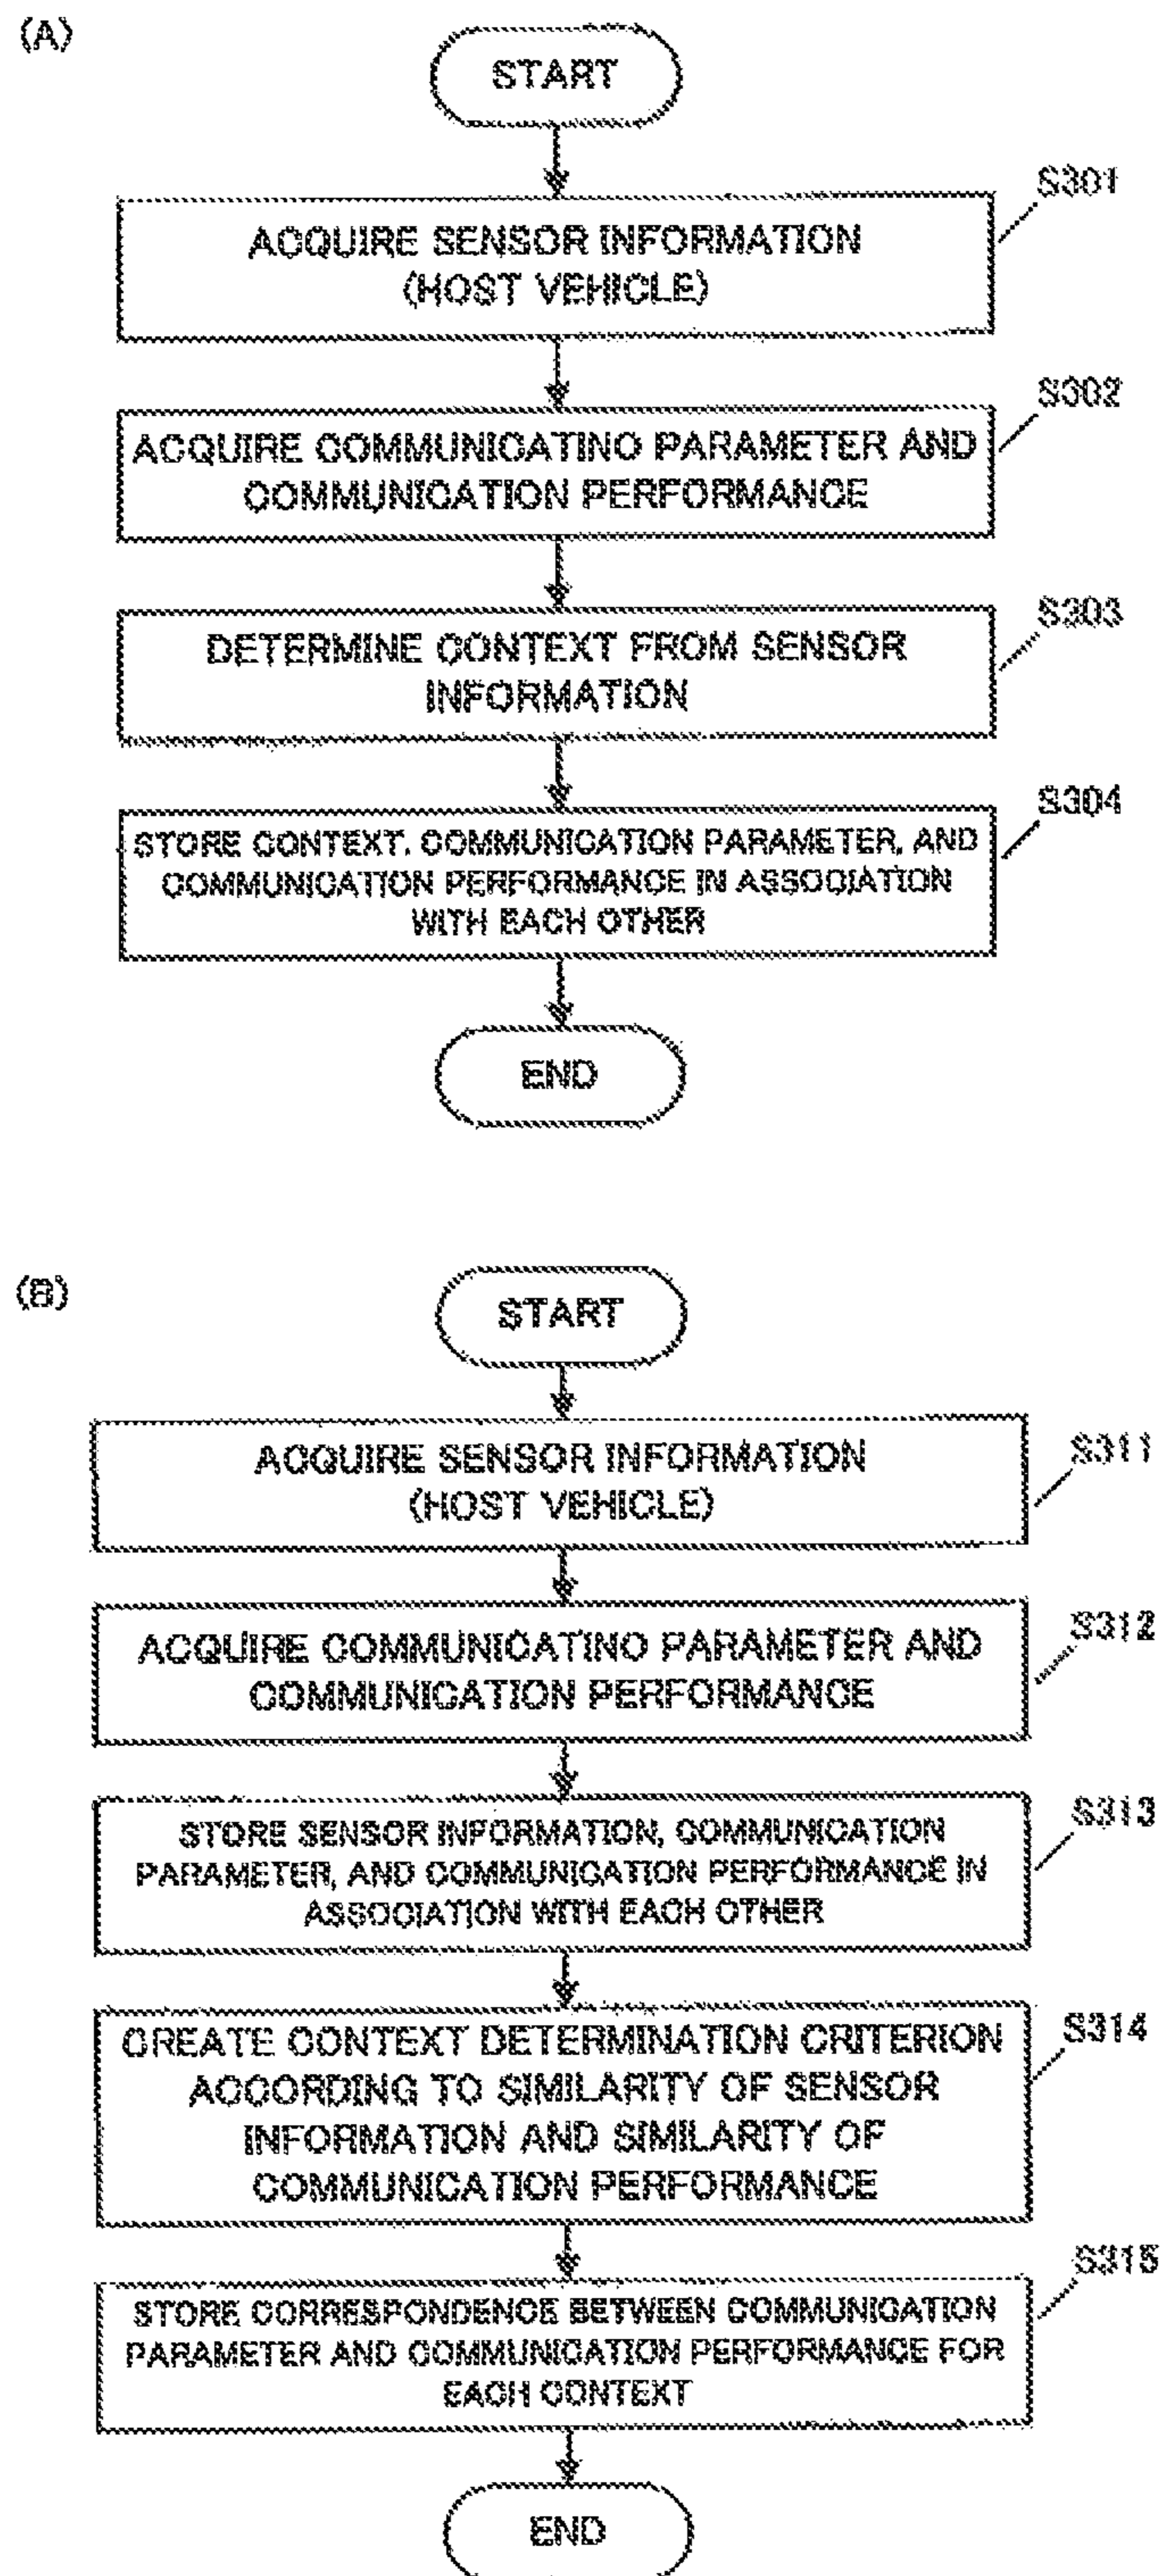 (A)
START
S301
ACQUIRE SENSOR INFORMATION
(HOST VEHICLE)
S302
ACQUIRE COMMUNICATINO PARAMETER AND
COMMUNICATION PERFORMANCE
S303
DETERMINE CONTEXT FROM SENSOR
INFORMATION
S304
STORE CONTEXT, COMMUNICATION PARAMETER, AND
COMMUNICATION PERFORMANCE IN ASSOCIATION
WITH EACH OTHER
END
(B)
START
S311
ACQUIRE SENSOR INFORMATION
(HOST VEHICLE)
S312
ACQUIRE COMMUNICATINO PARAMETER AND
COMMUNICATION PERFORMANCE
S313
STORE SENSOR INFORMATION, COMMUNICATION
PARAMETER, AND COMMUNICATION PERFORMANCE IN
ASSOCIATION WITH EACH OTHER
S314
CREATE CONTEXT DETERMINATION CRITERION
ACCORDING TO SIMILARITY OF SENSOR
INFORMATION AND SIMILARITY OF
COMMUNICATION PERFORMANCE
S315
STORE CORRESPONDENCE BETWEEN COMMUNICATION
PARAMETER AND COMMUNICATION PERFORMANCE FOR
EACH CONTEXT
END